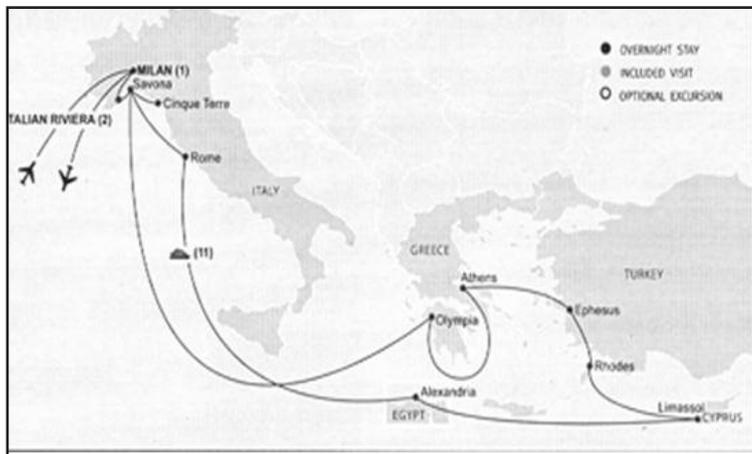 OVERNIGHT STAY
INCLUDED VISIT
OPTIONAL EXCURSION
MILAN (1)
Savona
Cinque Terre
TALIAN RIVIERA (2)
Rome
ITALY
(11)
GREECE
Athens
TURKEY
Ephesus
Olympia
Rhodes
Alexandria
EGYPT
Limassol
CYPRUS